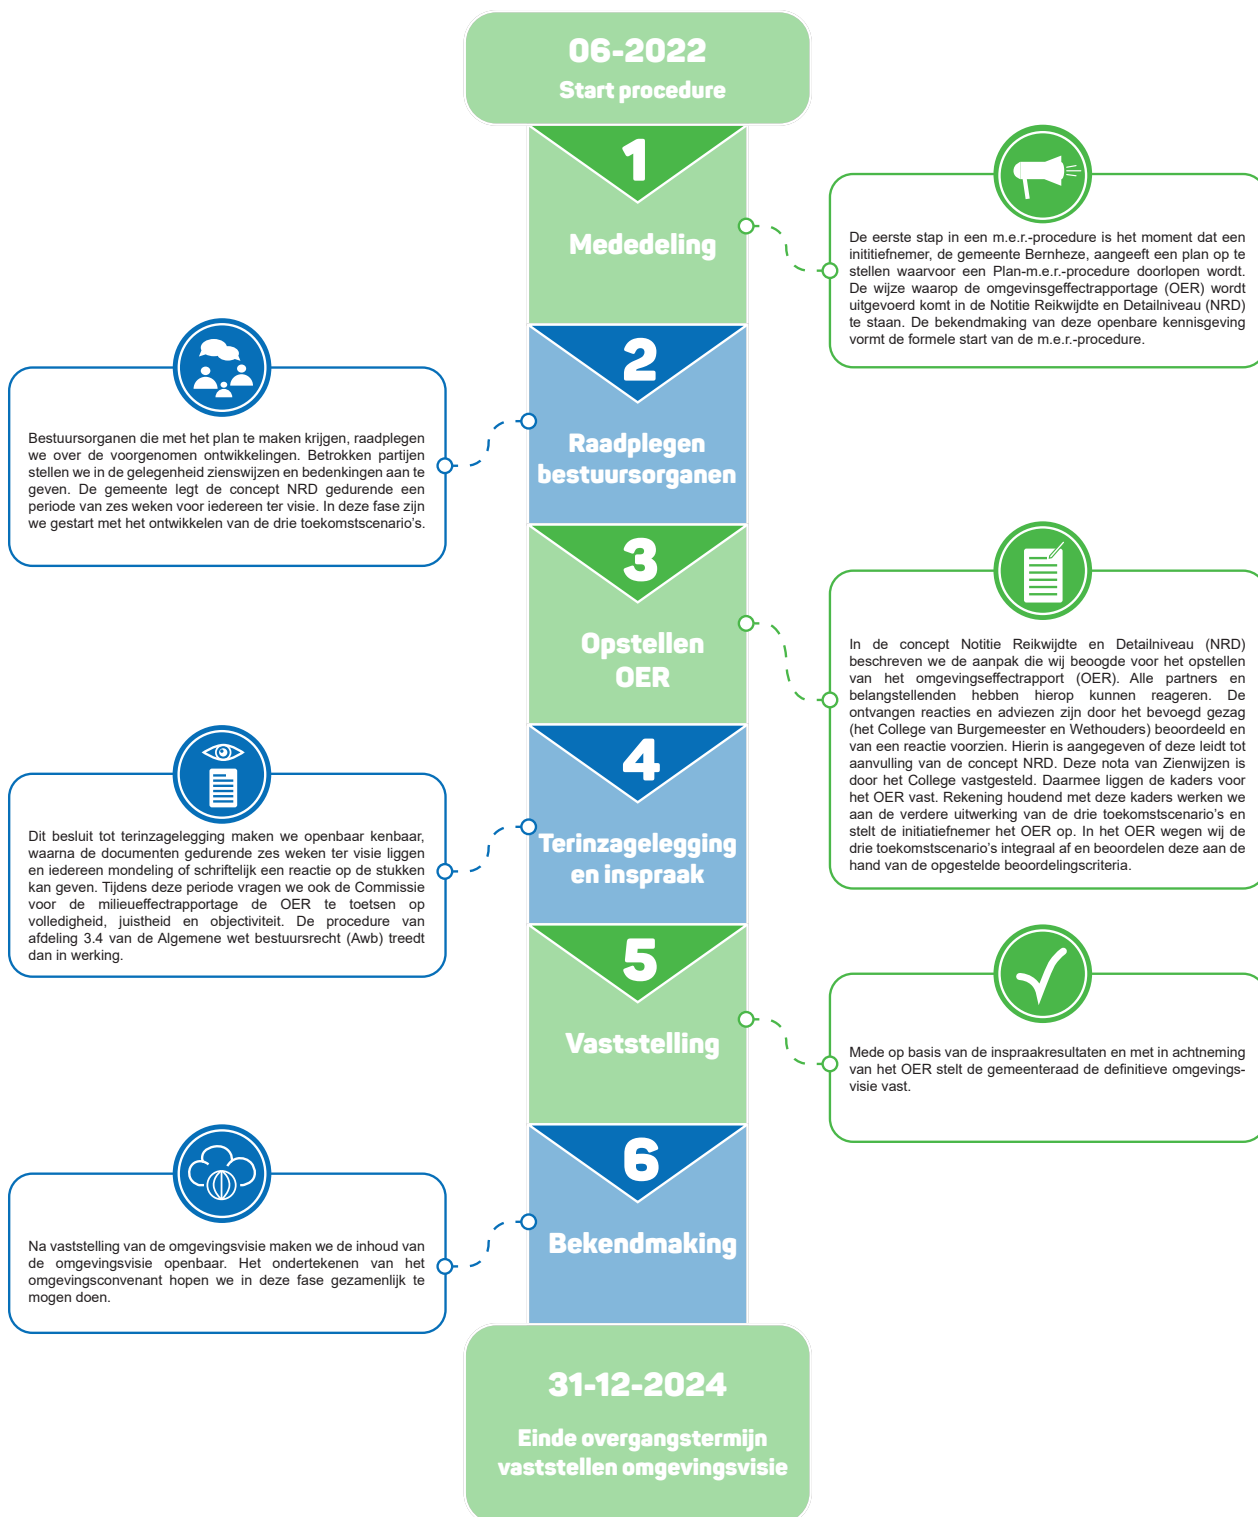 06-2022
Start procedure
1
Mededeling
De eerste stap in een m.e.r.-procedure is het moment dat een
inititiefnemer, de gemeente Bernheze, aangeeft een plan op te
stellen waarvoor een Plan-m.e.r.-procedure doorlopen wordt.
De wijze waarop de omgevinsgeffectrapportage (OER) wordt
uitgevoerd komt in de Notitie Reikwijdte en Detailniveau (NRD)
te staan. De bekendmaking van deze openbare kennisgeving
vormt de formele start van de m.e.r.-procedure.
2
Raadplegen
bestuursorganen
Bestuursorganen die met het plan te maken krijgen, raadplegen
we over de voorgenomen ontwikkelingen. Betrokken partijen
stellen we in de gelegenheid zienswijzen en bedenkingen aan te
geven. De gemeente legt de concept NRD gedurende een
periode van zes weken voor iedereen ter visie. In deze fase zijn
we gestart met het ontwikkelen van de drie toekomstscenario's.
3
Opstellen
OER
In de concept Notitie Reikwijdte en Detailniveau (NRD)
beschreven we de aanpak die wij beoogde voor het opstellen
van het omgevingseffectrapport (OER). Alle partners en
belangstellenden hebben hierop kunnen reageren. De
ontvangen reacties en adviezen zijn door het bevoegd gezag
(het College van Burgemeester en Wethouders) beoordeeld en
van een reactie voorzien. Hierin is aangegeven of deze leidt tot
aanvulling van de concept NRD. Deze nota van Zienwijzen is
door het College vastgesteld. Daarmee liggen de kaders voor
het OER vast. Rekening houdend met deze kaders werken we
aan de verdere uitwerking van de drie toekomstscenario's en
stelt de initiatiefnemer het OER op. In het OER wegen wij de
drie toekomstscenario's integraal af en beoordelen deze aan de
hand van de opgestelde beoordelingscriteria.
4
Terinzagelegging
en inspraak
Dit besluit tot terinzagelegging maken we openbaar kenbaar,
waarna de documenten gedurende zes weken ter visie liggen
en iedereen mondeling of schriftelijk een reactie op de stukken
kan geven. Tijdens deze periode vragen we ook de Commissie
voor de milieueffectrapportage de OER te toetsen op
volledigheid, juistheid en objectiviteit. De procedure van
afdeling 3.4 van de Algemene wet bestuursrecht (Awb) treedt
dan in werking.
5
Vaststelling
Mede op basis van de inspraakresultaten en met in achtneming
van het OER stelt de gemeenteraad de definitieve omgevings-
visie vast.
6
Bekendmaking
Na vaststelling van de omgevingsvisie maken we de inhoud van
de omgevingsvisie openbaar. Het ondertekenen van het
omgevingsconvenant hopen we in deze fase gezamenlijk te
mogen doen.
31-12-2024
Einde overgangstermijn
vaststellen omgevingsvisie